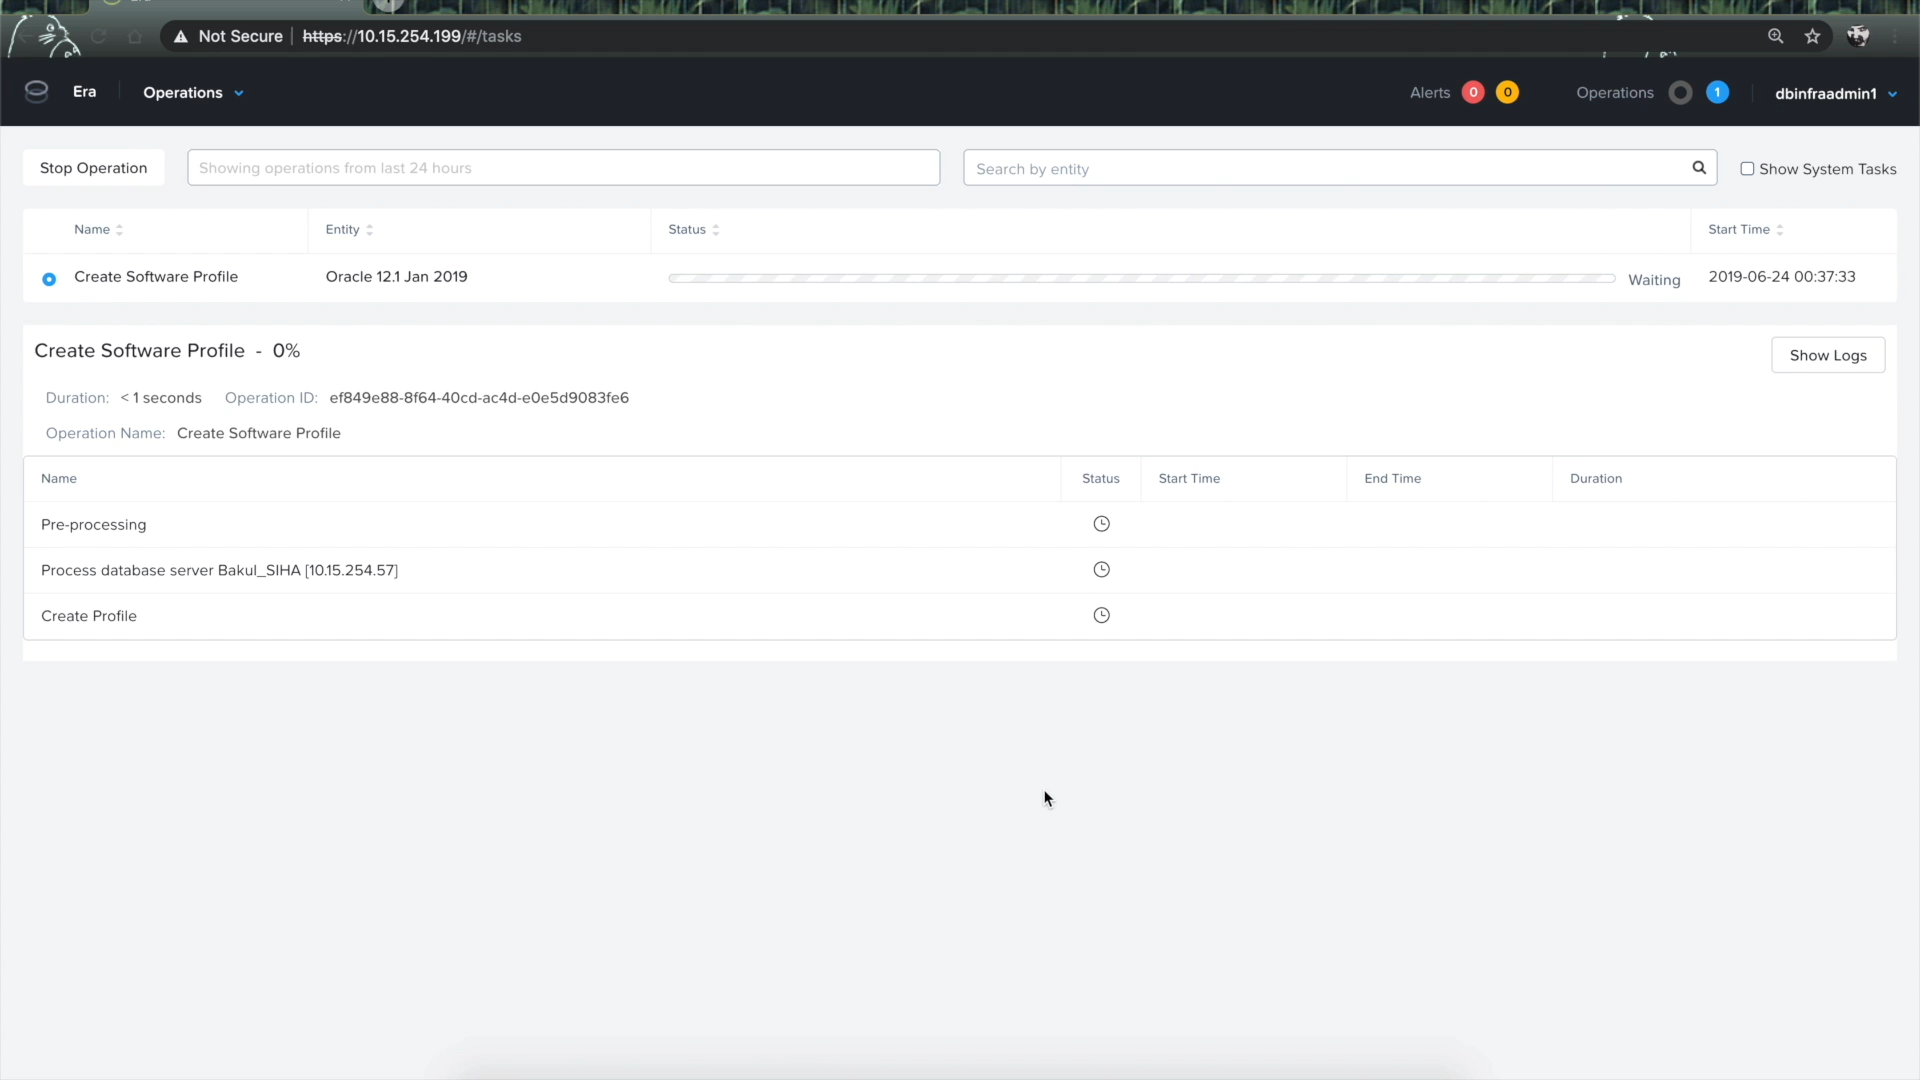 Not Secure | https://10.15.254.199/#/tasks
Era Operations Alerts 0 0 Operations 1 dbinfraadmin1
Stop Operation Showing operations from last 24 hours Search by entity Show System Tasks
Name Entity Status Start Time
Create Software Profile Oracle 12.1 Jan 2019 Waiting 2019-06-24 00:37:33
Create Software Profile - 0%
Show Logs
Duration: < 1 seconds Operation ID: ef849e88-8f64-40cd-ac4d-e0e5d9083fe6
Operation Name: Create Software Profile
Name Status Start Time End Time Duration
Pre-processing
Process database server Bakul_SIHA [10.15.254.57]
Create Profile